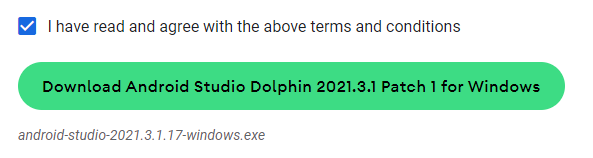 I have read and agree with the above terms and conditions
Download Android Studio Dolphin 2021.3.1 Patch 1 for Windows
android-studio-2021.3.1.17-windows.exe